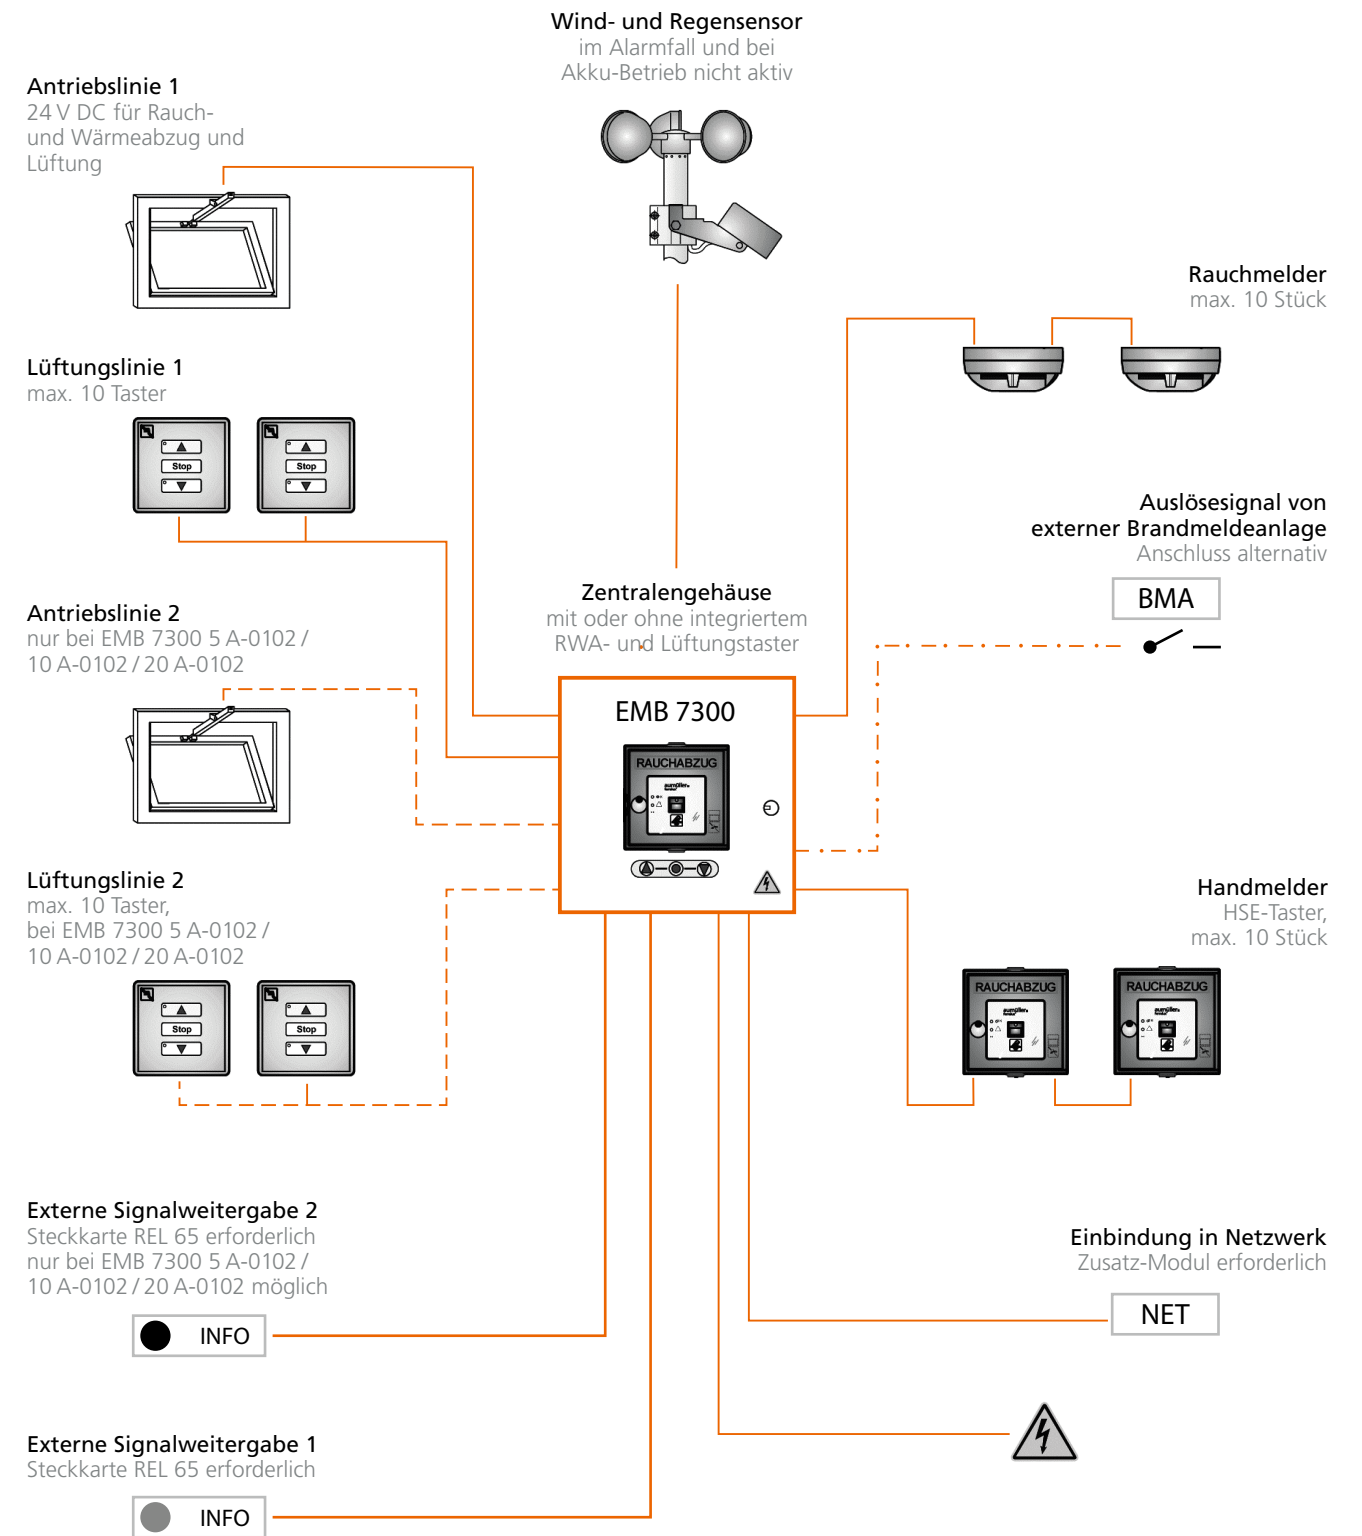 Wind- und Regensensor
im Alarmfall und bei
Akku-Betrieb nicht aktiv
Antriebslinie 1
24 V DC für Rauch-
und Wärmeabzug und
Lüftung
Rauchmelder
max. 10 Stück
Lüftungslinie 1
max. 10 Taster
Stop
Stop
Auslösesignal von
externer Brandmeldeanlage
Anschluss alternativ
BMA
Zentralengehäuse
mit oder ohne integriertem
RWA- und Lüftungstaster
Antriebslinie 2
nur bei EMB 7300 5 A-0102 /
10 A-0102 / 20 A-0102
EMB 7300
RAUCHABZUG
aumüller
Lüftungslinie 2
max. 10 Taster,
bei EMB 7300 5 A-0102 /
10 A-0102 / 20 A-0102
Stop
Stop
Handmelder
HSE-Taster,
max. 10 Stück
RAUCHABZUG
aumüller
RAUCHABZUG
aumüller
Externe Signalweitergabe 2
Steckkarte REL 65 erforderlich
nur bei EMB 7300 5 A-0102 /
10 A-0102 / 20 A-0102 möglich
INFO
Einbindung in Netzwerk
Zusatz-Modul erforderlich
NET
Externe Signalweitergabe 1
Steckkarte REL 65 erforderlich
INFO